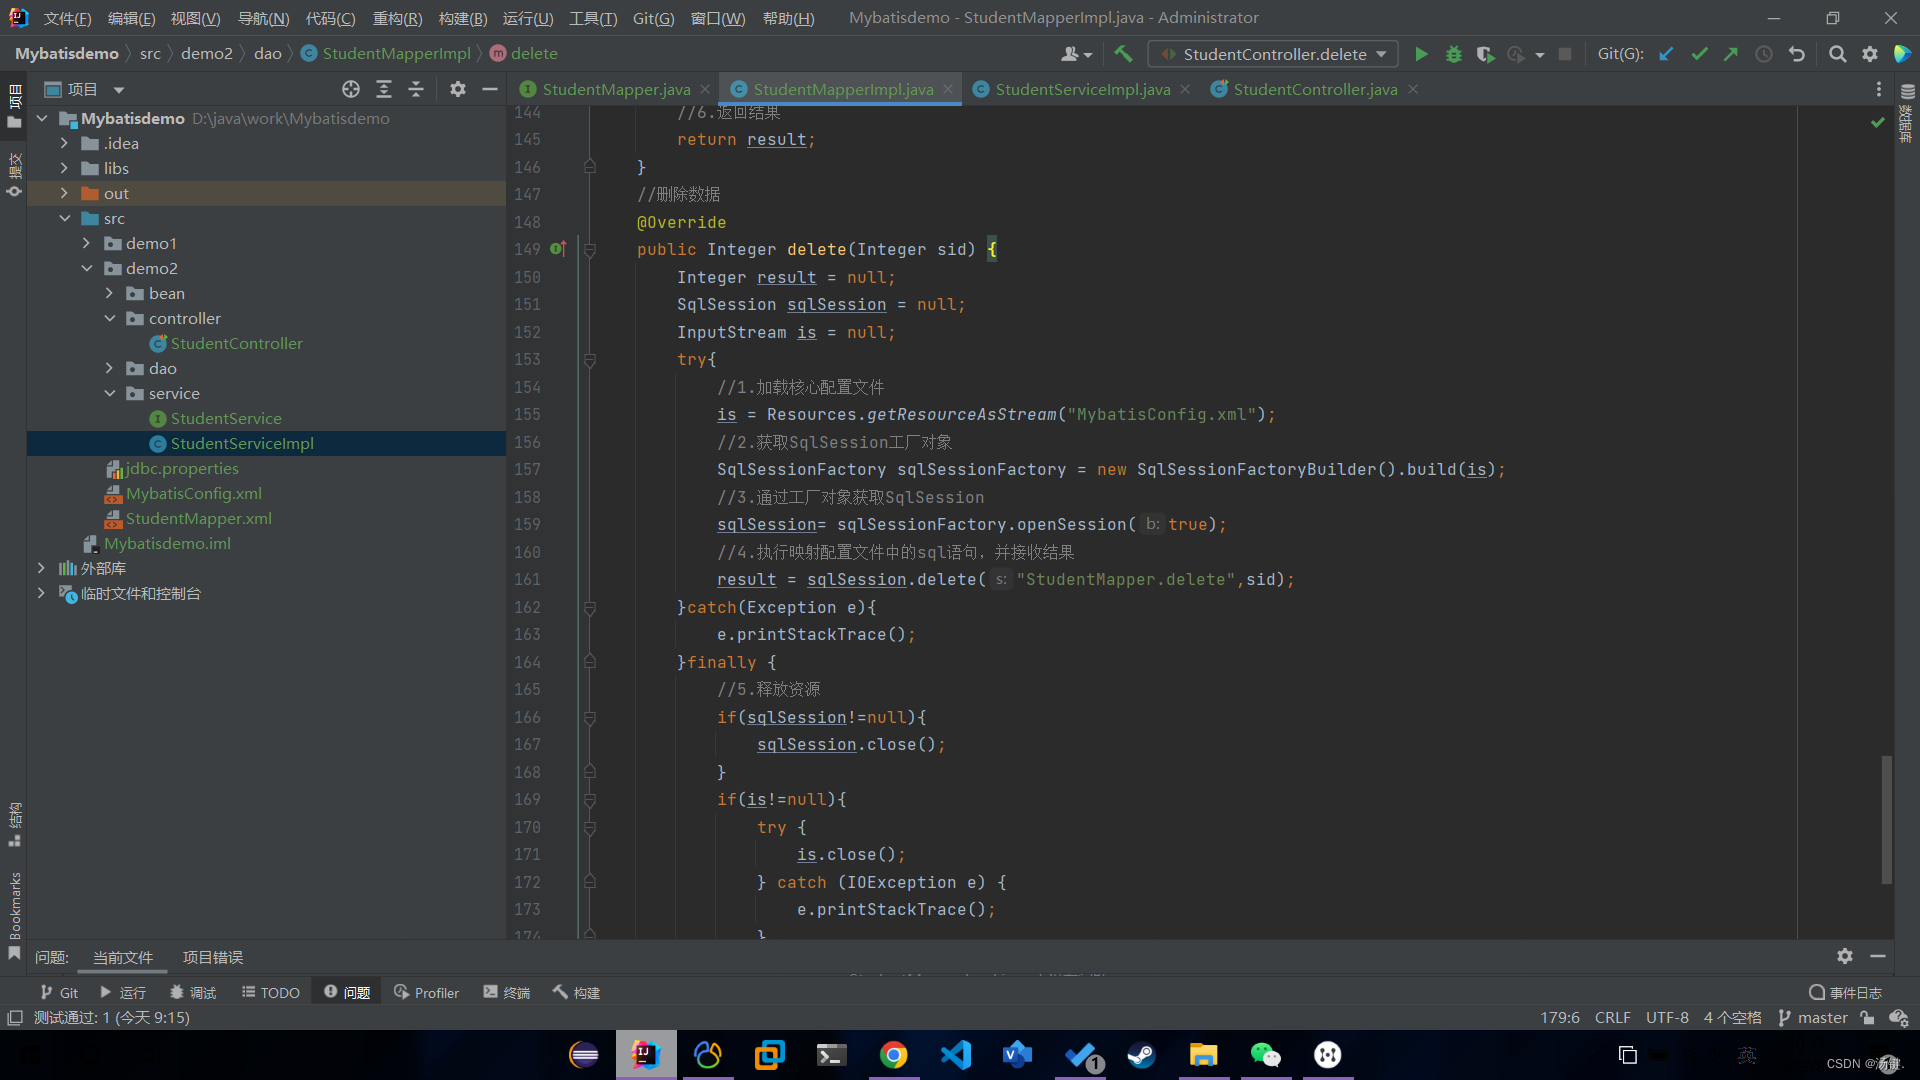 文件(F) 编辑(E) 视图(V) 导航(N) 代码(C) 重构(R) 构建(B) 运行(U) 工具(T) Git(G) 窗口(W) 帮助(H) Mybatisdemo - StudentMapperImpl.java - Administrator
Mybatisdemo src demo2 dao StudentMapperImpl delete StudentController.delete Git(G):
项目 StudentMapper.java StudentMapperImpl.java StudentServiceImpl.java StudentController.java
项目
提交
结构
Bookmarks
数据库
Mybatisdemo D:\java\work\Mybatisdemo
.idea
libs
out
src
demo1
demo2
bean
controller
StudentController
dao
service
StudentService
StudentServiceImpl
jdbc.properties
MybatisConfig.xml
StudentMapper.xml
Mybatisdemo.iml
外部库
临时文件和控制台
144 //6.返回结果
145 return result;
146 }
147 //删除数据
148 @Override
149 public Integer delete(Integer sid) {
150 Integer result = null;
151 SqlSession sqlSession = null;
152 InputStream is = null;
153 try{
154 //1.加载核心配置文件
155 is = Resources.getResourceAsStream("MybatisConfig.xml");
156 //2.获取SqlSession工厂对象
157 SqlSessionFactory sqlSessionFactory = new SqlSessionFactoryBuilder().build(is);
158 //3.通过工厂对象获取SqlSession
159 sqlSession= sqlSessionFactory.openSession( b: true);
160 //4.执行映射配置文件中的sql语句，并接收结果
161 result = sqlSession.delete( s: "StudentMapper.delete",sid);
162 }catch(Exception e){
163 e.printStackTrace();
164 }finally {
165 //5.释放资源
166 if(sqlSession!=null){
167 sqlSession.close();
168 }
169 if(is!=null){
170 try {
171 is.close();
172 } catch (IOException e) {
173 e.printStackTrace();
174 }
问题: 当前文件 项目错误
Git 运行 调试 TODO 问题 Profiler 终端 构建 事件日志
测试通过: 1 (今天 9:15) 179:6 CRLF UTF-8 4 个空格 master
1 英
CSDN @汤键.